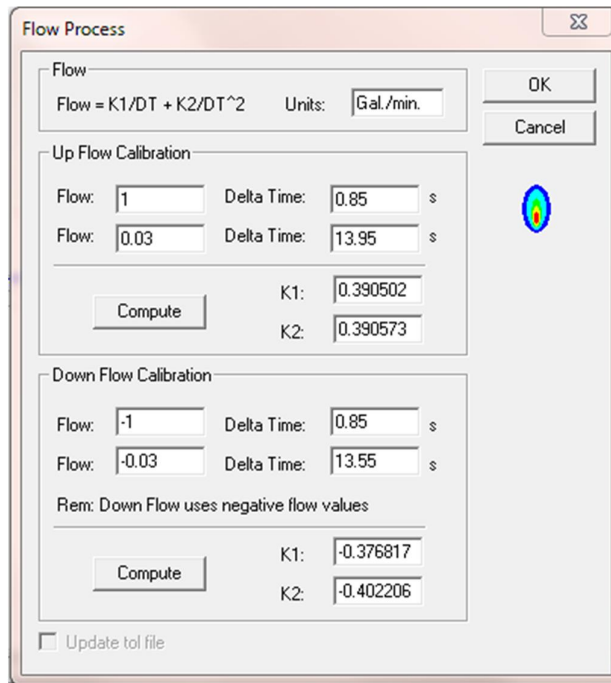 Flow Process
Flow
Flow = K1/DT + K2/DT^2 Units: Gal./min.
OK
Cancel
Up Flow Calibration
Flow: 1 Delta Time: 0.85 s
Flow: 0.03 Delta Time: 13.95 s
Compute
K1: 0.390502
K2: 0.390573
Down Flow Calibration
Flow: -1 Delta Time: 0.85 s
Flow: -0.03 Delta Time: 13.55 s
Rem: Down Flow uses negative flow values
Compute
K1: -0.376817
K2: -0.402206
Update tol file